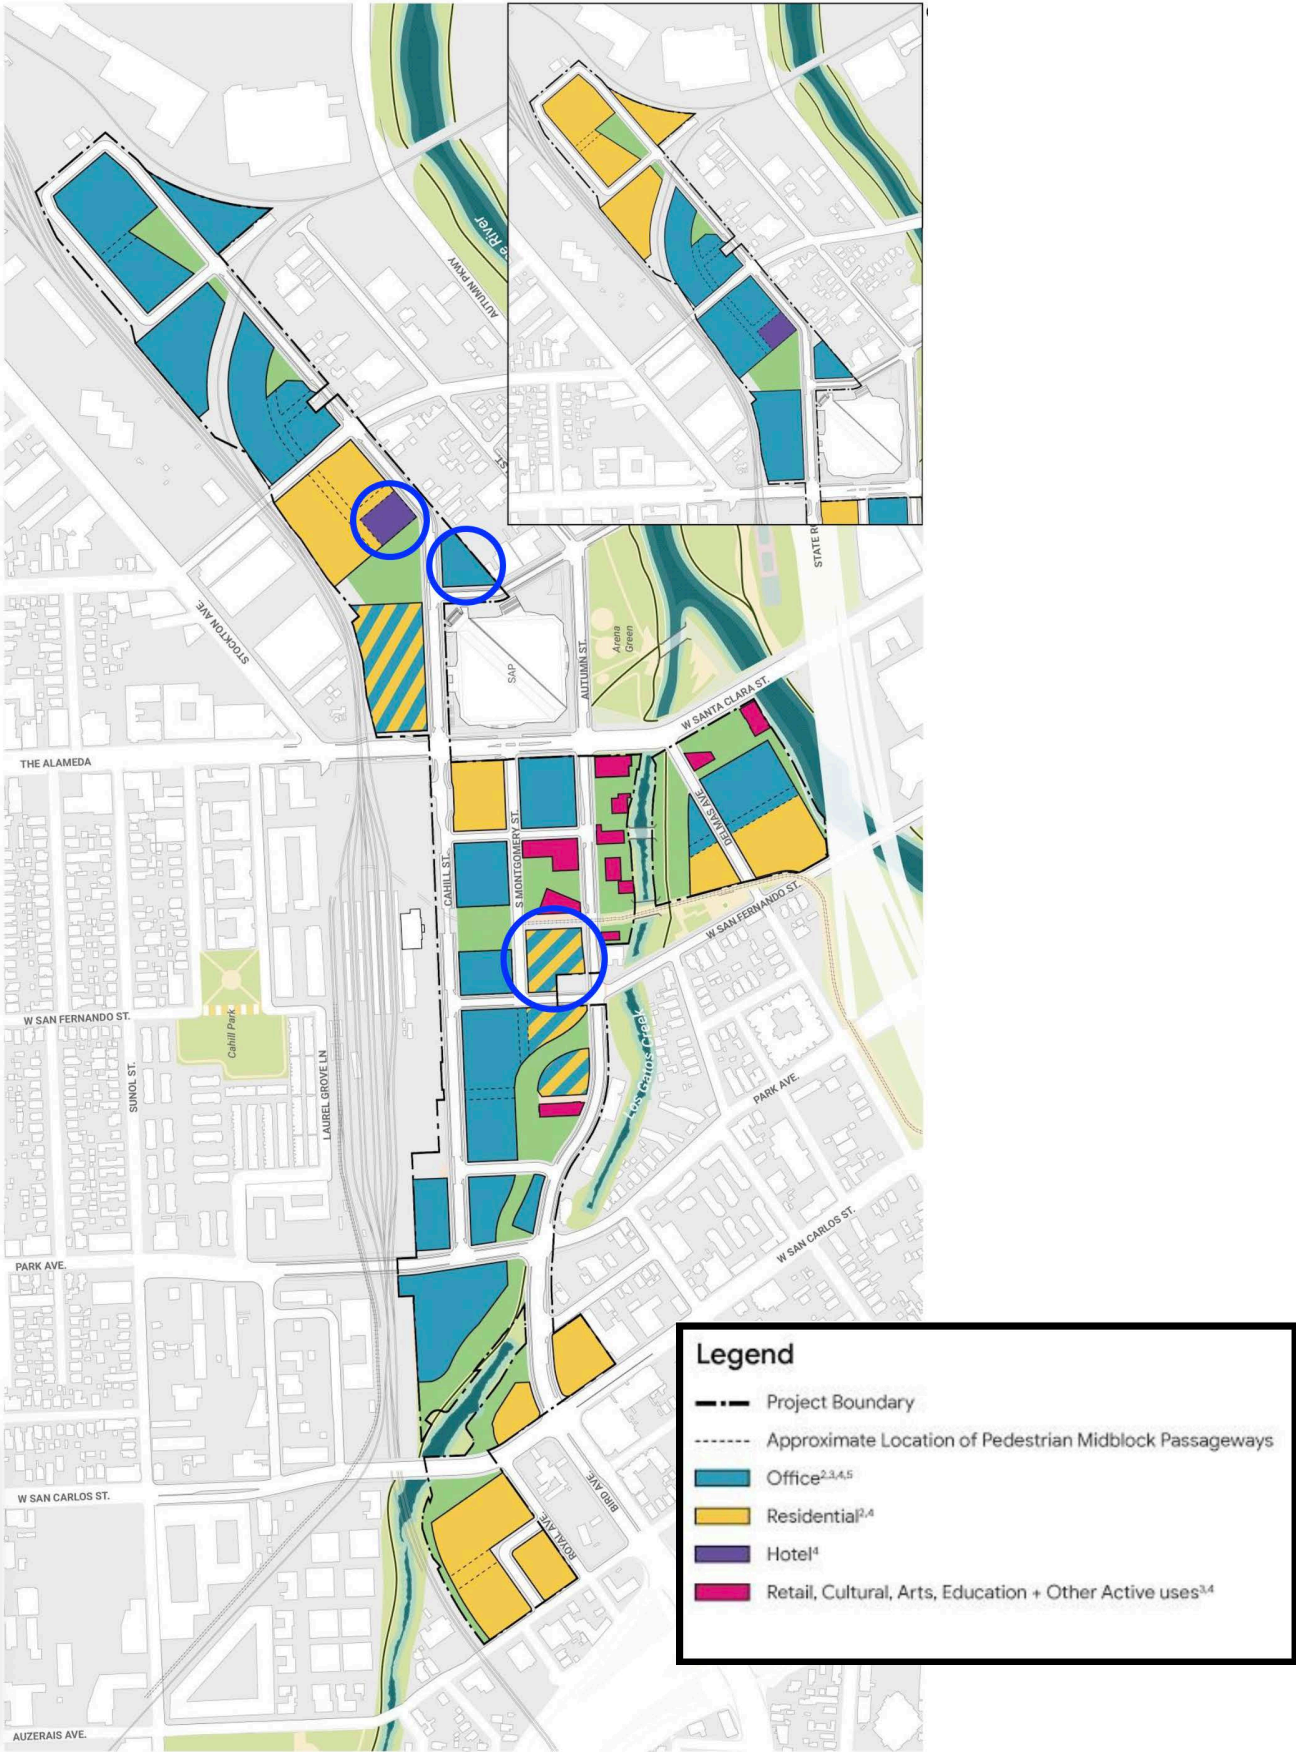 e River
AUTUMN PKWY
ST.
STATE R
STOCKTON AVE.
SAP
AUTUMN ST.
Arena
Green
W SANTA CLARA ST.
THE ALAMEDA
DELMAS AVE.
S MONTGOMERY ST.
CAHILL ST.
W SAN FERNANDO ST.
Cahill Park
W SAN FERNANDO ST.
Los Gatos Creek
SUNOL ST.
LAUREL GROVE LN
PARK AVE.
W SAN CARLOS ST.
PARK AVE.
W SAN CARLOS ST.
BIRD AVE.
ROYAL AVE.
AUZERAIS AVE.
Legend
Project Boundary
Approximate Location of Pedestrian Midblock Passageways
Office2,3,4,5
Residential2,4
Hotel4
Retail, Cultural, Arts, Education + Other Active uses3,4